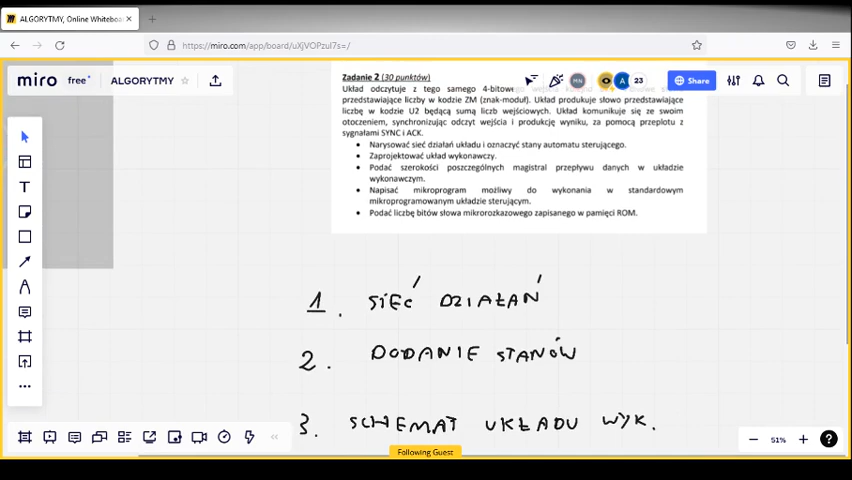 ALGORYTMY, Online Whiteboa
https://miro.com/app/board/uXjVOPzuI7s=/
miro free ALGORYTMY MN A 23 Share
Zadanie 2 (30 punktów)
Układ odczytuje z tego samego 4-bitowe
przedstawiające liczby w kodzie ZM (znak-moduł). Układ produkuje słowo przedstawiające
liczbę w kodzie U2 będącą sumą liczb wejściowych. Układ komunikuje się ze swoim
otoczeniem, synchronizując odczyt wejścia i produkcję wyniku, za pomocą przeplotu z
sygnałami SYNC i ACK.
• Narysować sieć działań układu i oznaczyć stany automatu sterującego.
• Zaprojektować układ wykonawczy.
• Podać szerokości poszczególnych magistral przepływu danych w układzie
wykonawczym.
• Napisać mikroprogram możliwy do wykonania w standardowym
mikroprogramowanym układzie sterującym.
• Podać liczbę bitów słowa mikrorozkazowego zapisanego w pamięci ROM.
1. SIEĆ DZIAŁAŃ
2. DODANIE STANÓW
3. SCHEMAT UKŁADU WYK.
51%
Following Guest